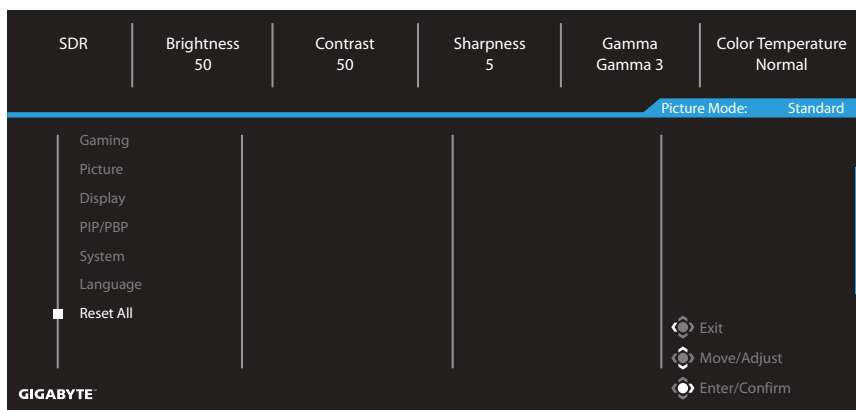 SDR
Brightness
50
Contrast
50
Sharpness
5
Gamma
Gamma 3
Color Temperature
Normal
Picture Mode: Standard
Gaming
Picture
Display
PIP/PBP
System
Language
Reset All
Exit
Move/Adjust
Enter/Confirm
GIGABYTE™